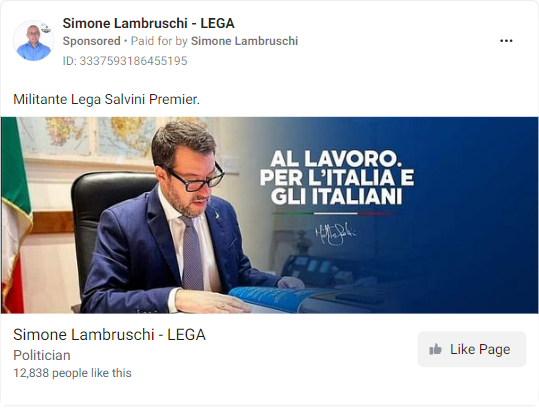 Simone Lambruschi - LEGA
Sponsored • Paid for by Simone Lambruschi
ID: 3337593186455195
Militante Lega Salvini Premier.
AL LAVORO.
PER L'ITALIA E
GLI ITALIANI
Simone Lambruschi - LEGA
Politician
12,838 people like this
Like Page